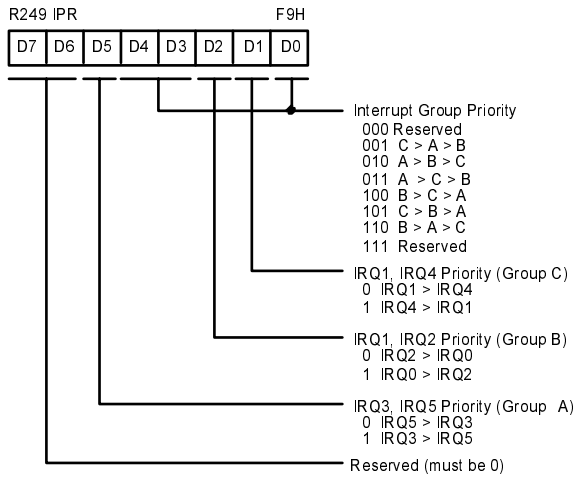 R249 IPR F9H
D7 D6 D5 D4 D3 D2 D1 D0
Interrupt Group Priority
000 Reserved
001 C > A > B
010 A > B > C
011 A > C > B
100 B > C > A
101 C > B > A
110 B > A > C
111 Reserved
IRQ1, IRQ4 Priority (Group C)
0 IRQ1 > IRQ4
1 IRQ4 > IRQ1
IRQ1, IRQ2 Priority (Group B)
0 IRQ2 > IRQ0
1 IRQ0 > IRQ2
IRQ3, IRQ5 Priority (Group A)
0 IRQ5 > IRQ3
1 IRQ3 > IRQ5
Reserved (must be 0)